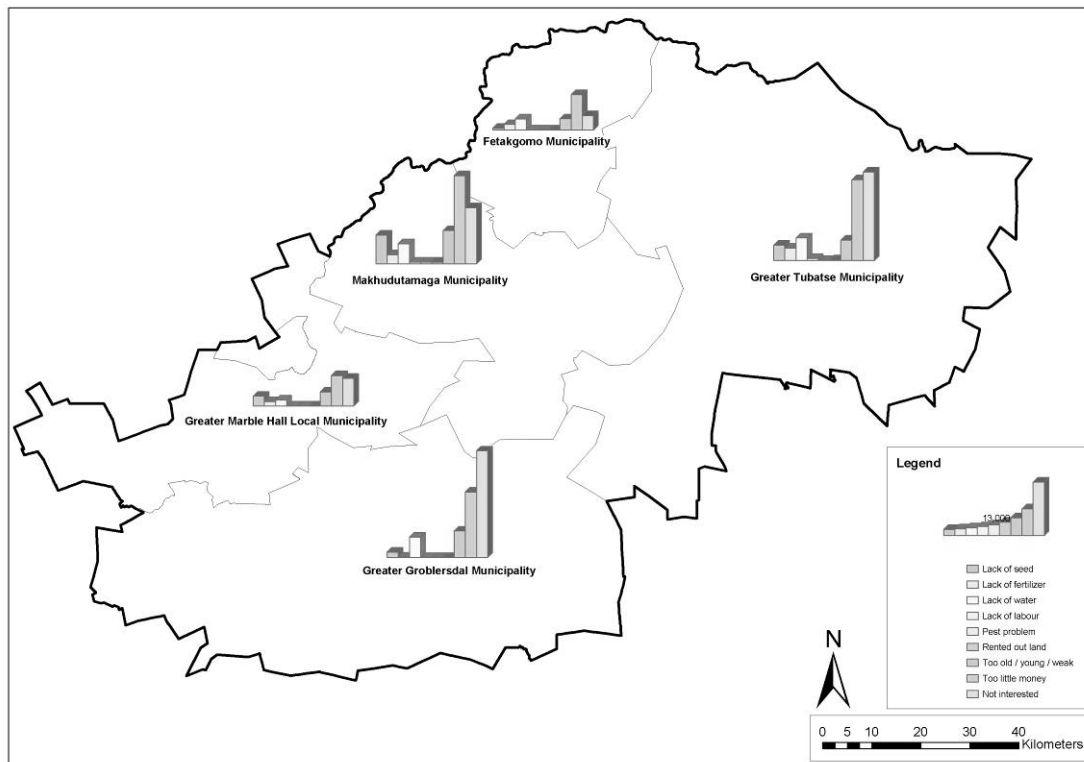 Fetakgomo Municipality
Makhudutamaga Municipality
Greater Tubatse Municipality
Greater Marble Hall Local Municipality
Greater Groblersdal Municipality
Legend
13,000
Lack of seed
Lack of fertilizer
Lack of water
Lack of labour
Pest problem
Rented out land
Too old / young / weak
Too little money
Not interested
N
0 5 10 20 30 40
Kilometers